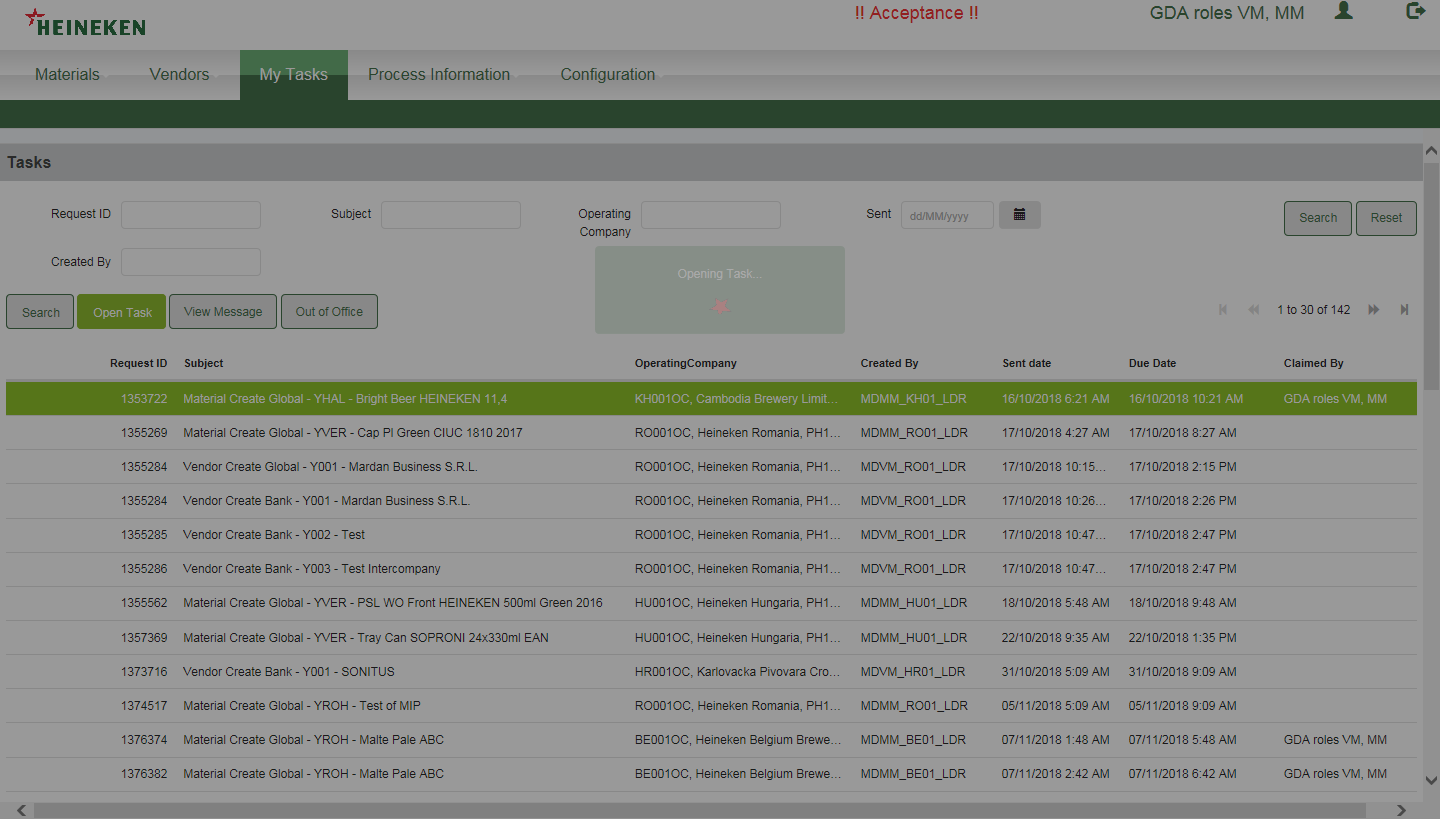 HEINEKEN
!! Acceptance !!
GDA roles VM, MM
Materials Vendors My Tasks Process Information Configuration
Tasks
Request ID Subject Operating Company Sent dd/MM/yyyy Search Reset
Created By
Opening Task...
Search Open Task View Message Out of Office 1 to 30 of 142
Request ID Subject OperatingCompany Created By Sent date Due Date Claimed By
1353722 Material Create Global - YHAL - Bright Beer HEINEKEN 11,4 KH001OC, Cambodia Brewery Limit... MDMM_KH01_LDR 16/10/2018 6:21 AM 16/10/2018 10:21 AM GDA roles VM, MM
1355269 Material Create Global - YVER - Cap Pl Green CIUC 1810 2017 RO001OC, Heineken Romania, PH1... MDMM_RO01_LDR 17/10/2018 4:27 AM 17/10/2018 8:27 AM
1355284 Vendor Create Global - Y001 - Mardan Business S.R.L. RO001OC, Heineken Romania, PH1... MDVM_RO01_LDR 17/10/2018 10:15... 17/10/2018 2:15 PM
1355284 Vendor Create Bank - Y001 - Mardan Business S.R.L. RO001OC, Heineken Romania, PH1... MDVM_RO01_LDR 17/10/2018 10:26... 17/10/2018 2:26 PM
1355285 Vendor Create Bank - Y002 - Test RO001OC, Heineken Romania, PH1... MDVM_RO01_LDR 17/10/2018 10:47... 17/10/2018 2:47 PM
1355286 Vendor Create Bank - Y003 - Test Intercompany RO001OC, Heineken Romania, PH1... MDVM_RO01_LDR 17/10/2018 10:47... 17/10/2018 2:47 PM
1355562 Material Create Global - YVER - PSL WO Front HEINEKEN 500ml Green 2016 HU001OC, Heineken Hungaria, PH1... MDMM_HU01_LDR 18/10/2018 5:48 AM 18/10/2018 9:48 AM
1357369 Material Create Global - YVER - Tray Can SOPRONI 24x330ml EAN HU001OC, Heineken Hungaria, PH1... MDMM_HU01_LDR 22/10/2018 9:35 AM 22/10/2018 1:35 PM
1373716 Vendor Create Bank - Y001 - SONITUS HR001OC, Karlovacka Pivovara Cro... MDVM_HR01_LDR 31/10/2018 5:09 AM 31/10/2018 9:09 AM
1374517 Material Create Global - YROH - Test of MIP RO001OC, Heineken Romania, PH1... MDMM_RO01_LDR 05/11/2018 5:09 AM 05/11/2018 9:09 AM
1376374 Material Create Global - YROH - Malte Pale ABC BE001OC, Heineken Belgium Brewe... MDMM_BE01_LDR 07/11/2018 1:48 AM 07/11/2018 5:48 AM GDA roles VM, MM
1376382 Material Create Global - YROH - Malte Pale ABC BE001OC, Heineken Belgium Brewe... MDMM_BE01_LDR 07/11/2018 2:42 AM 07/11/2018 6:42 AM GDA roles VM, MM